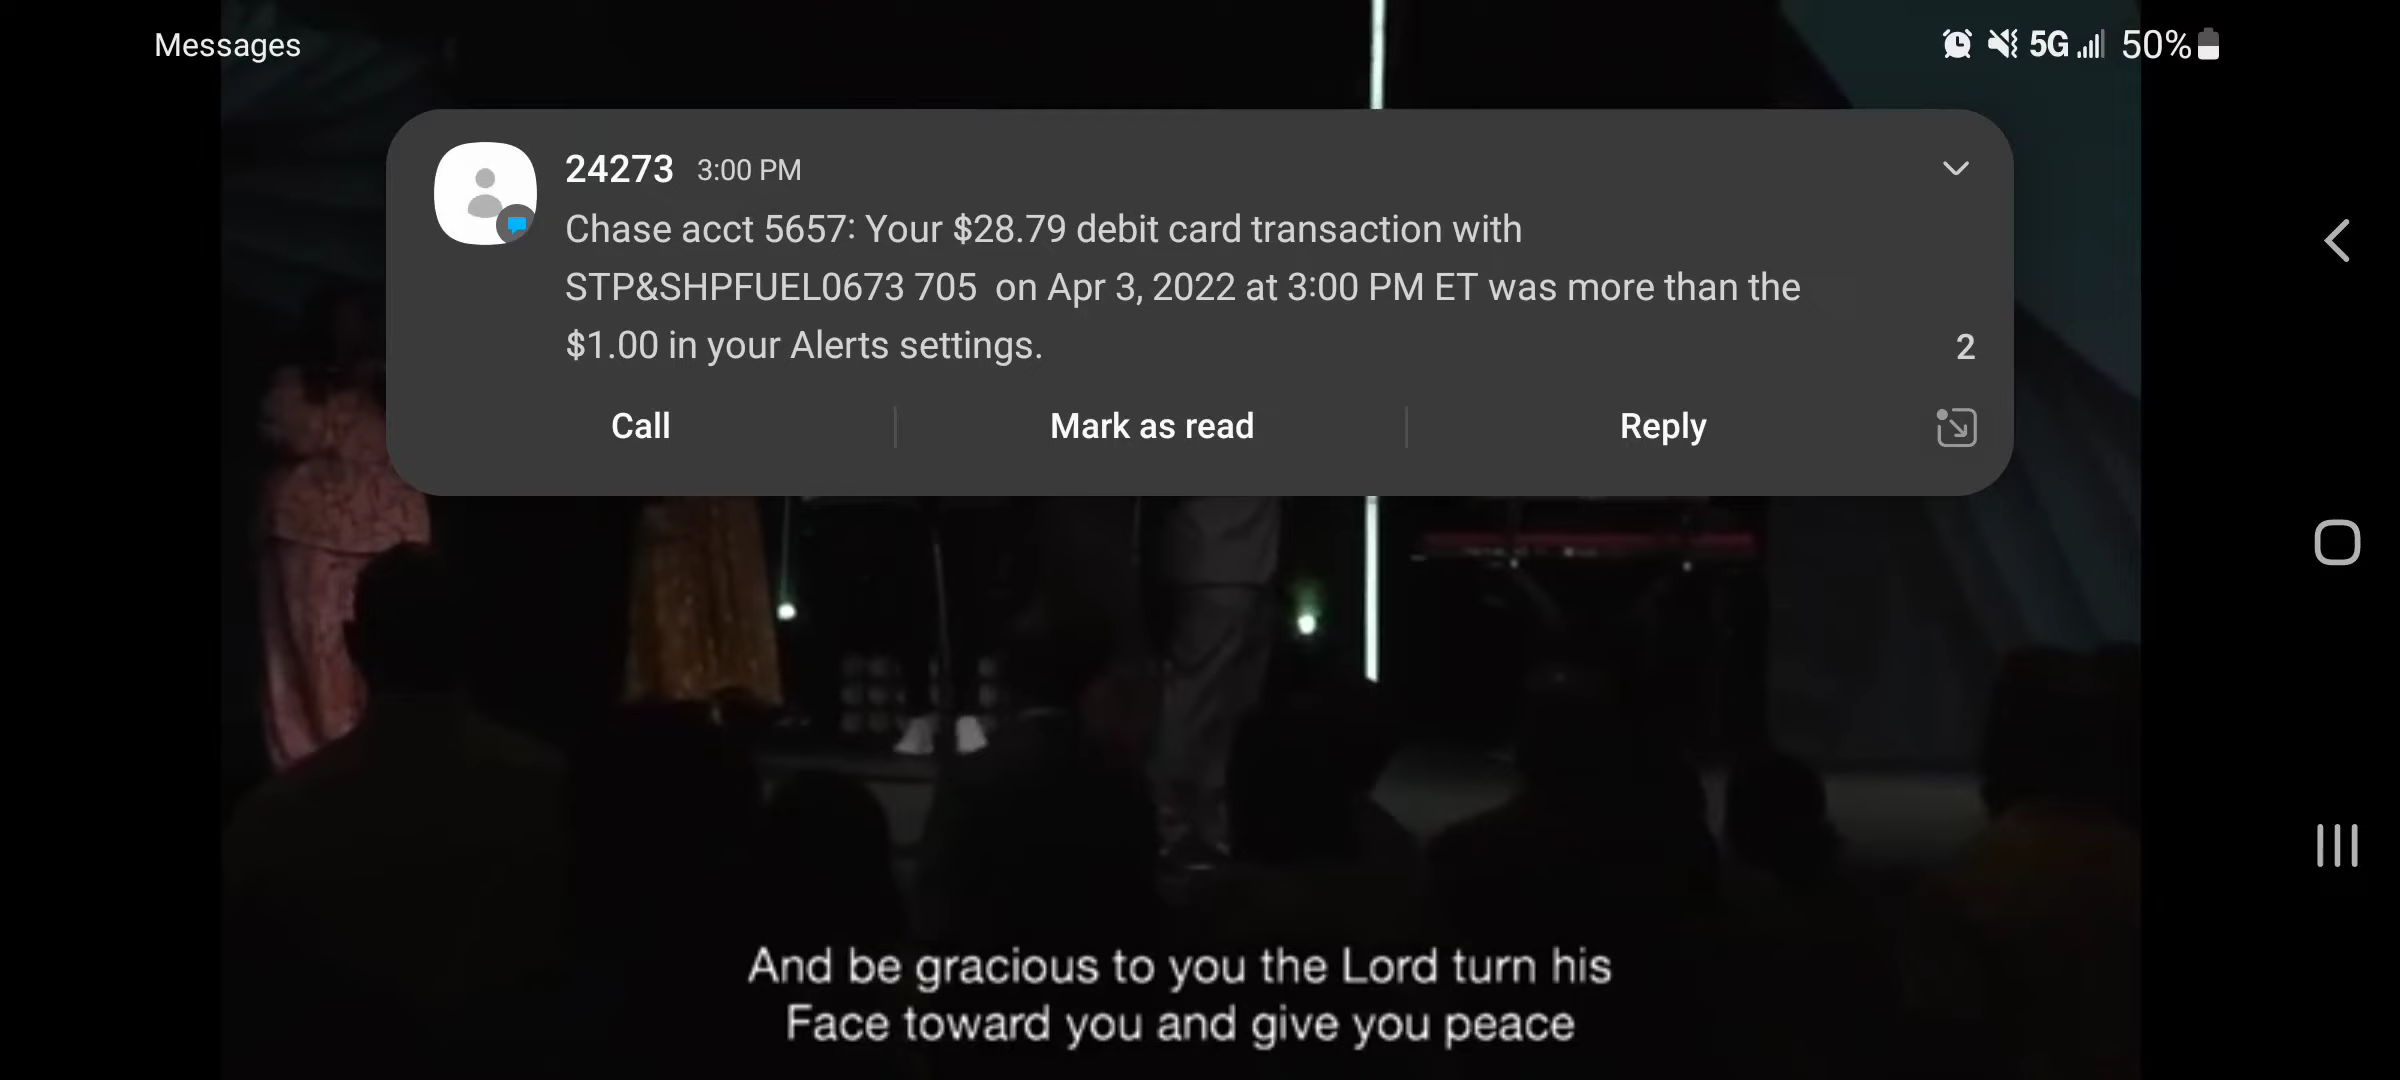 Messages
5G 50%
24273 3:00 PM
Chase acct 5657: Your $28.79 debit card transaction with
STP&SHPFUEL0673 705  on Apr 3, 2022 at 3:00 PM ET was more than the
$1.00 in your Alerts settings.
2
Call Mark as read Reply
And be gracious to you the Lord turn his
Face toward you and give you peace